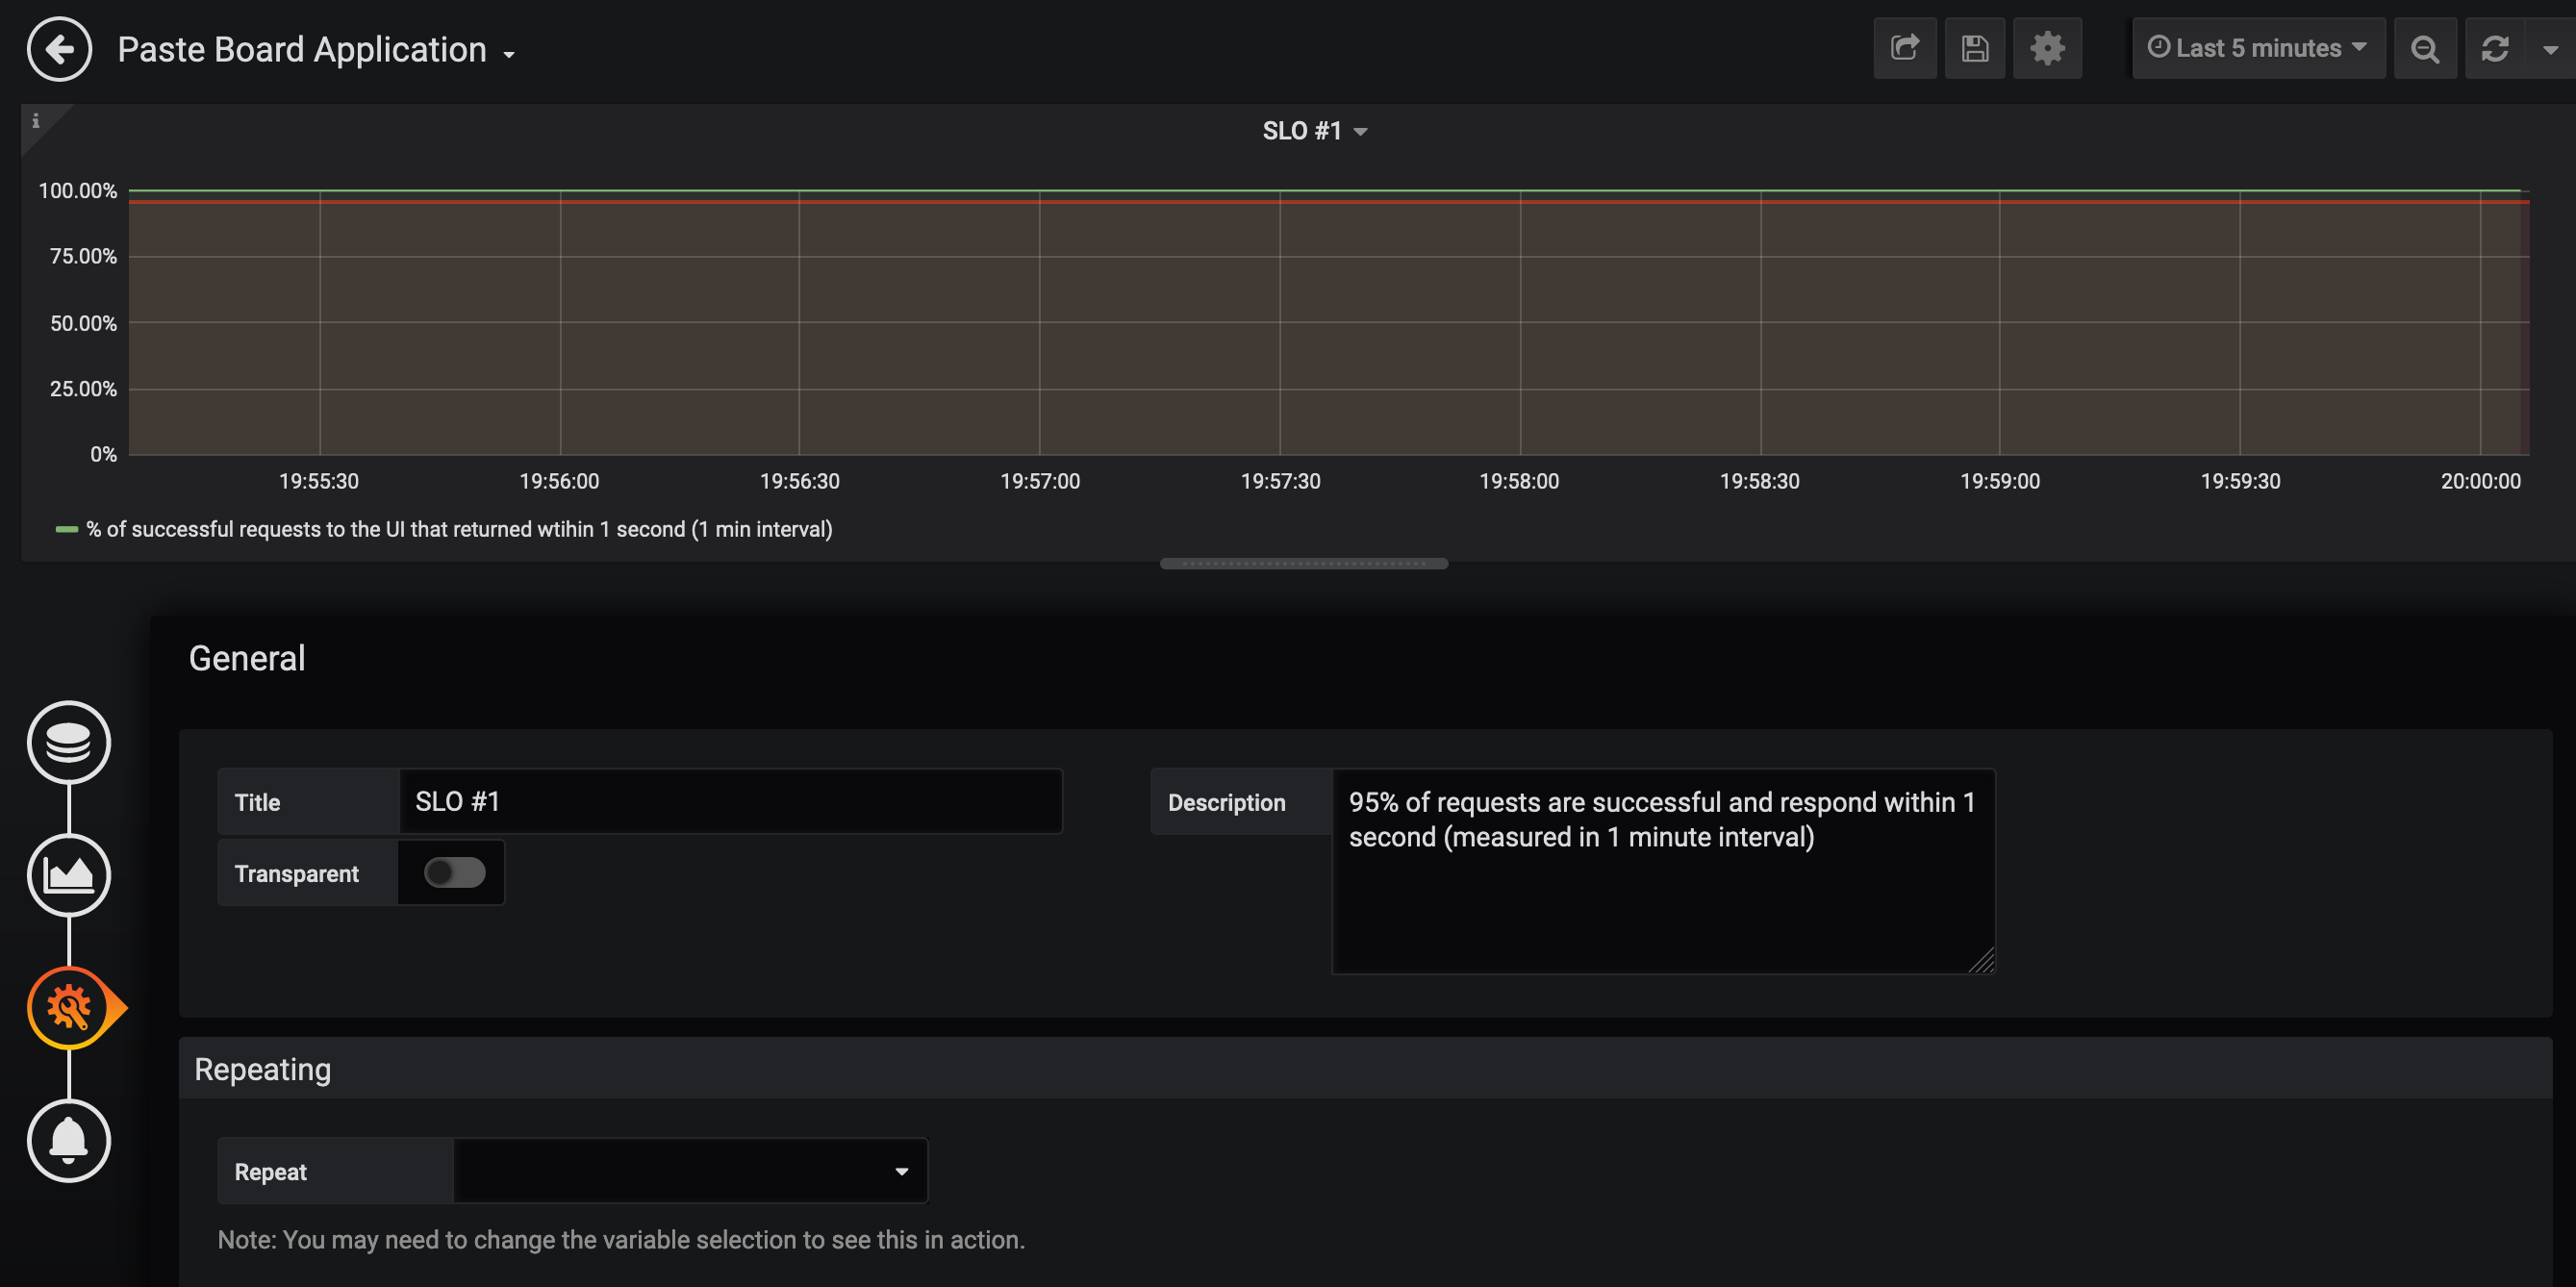 Paste Board Application
Last 5 minutes
i
SLO #1
100.00%
75.00%
50.00%
25.00%
0%
19:55:30 19:56:00 19:56:30 19:57:00 19:57:30 19:58:00 19:58:30 19:59:00 19:59:30 20:00:00
% of successful requests to the UI that returned wtihin 1 second (1 min interval)
General
Title SLO #1
Transparent
Description 95% of requests are successful and respond within 1
second (measured in 1 minute interval)
Repeating
Repeat
Note: You may need to change the variable selection to see this in action.